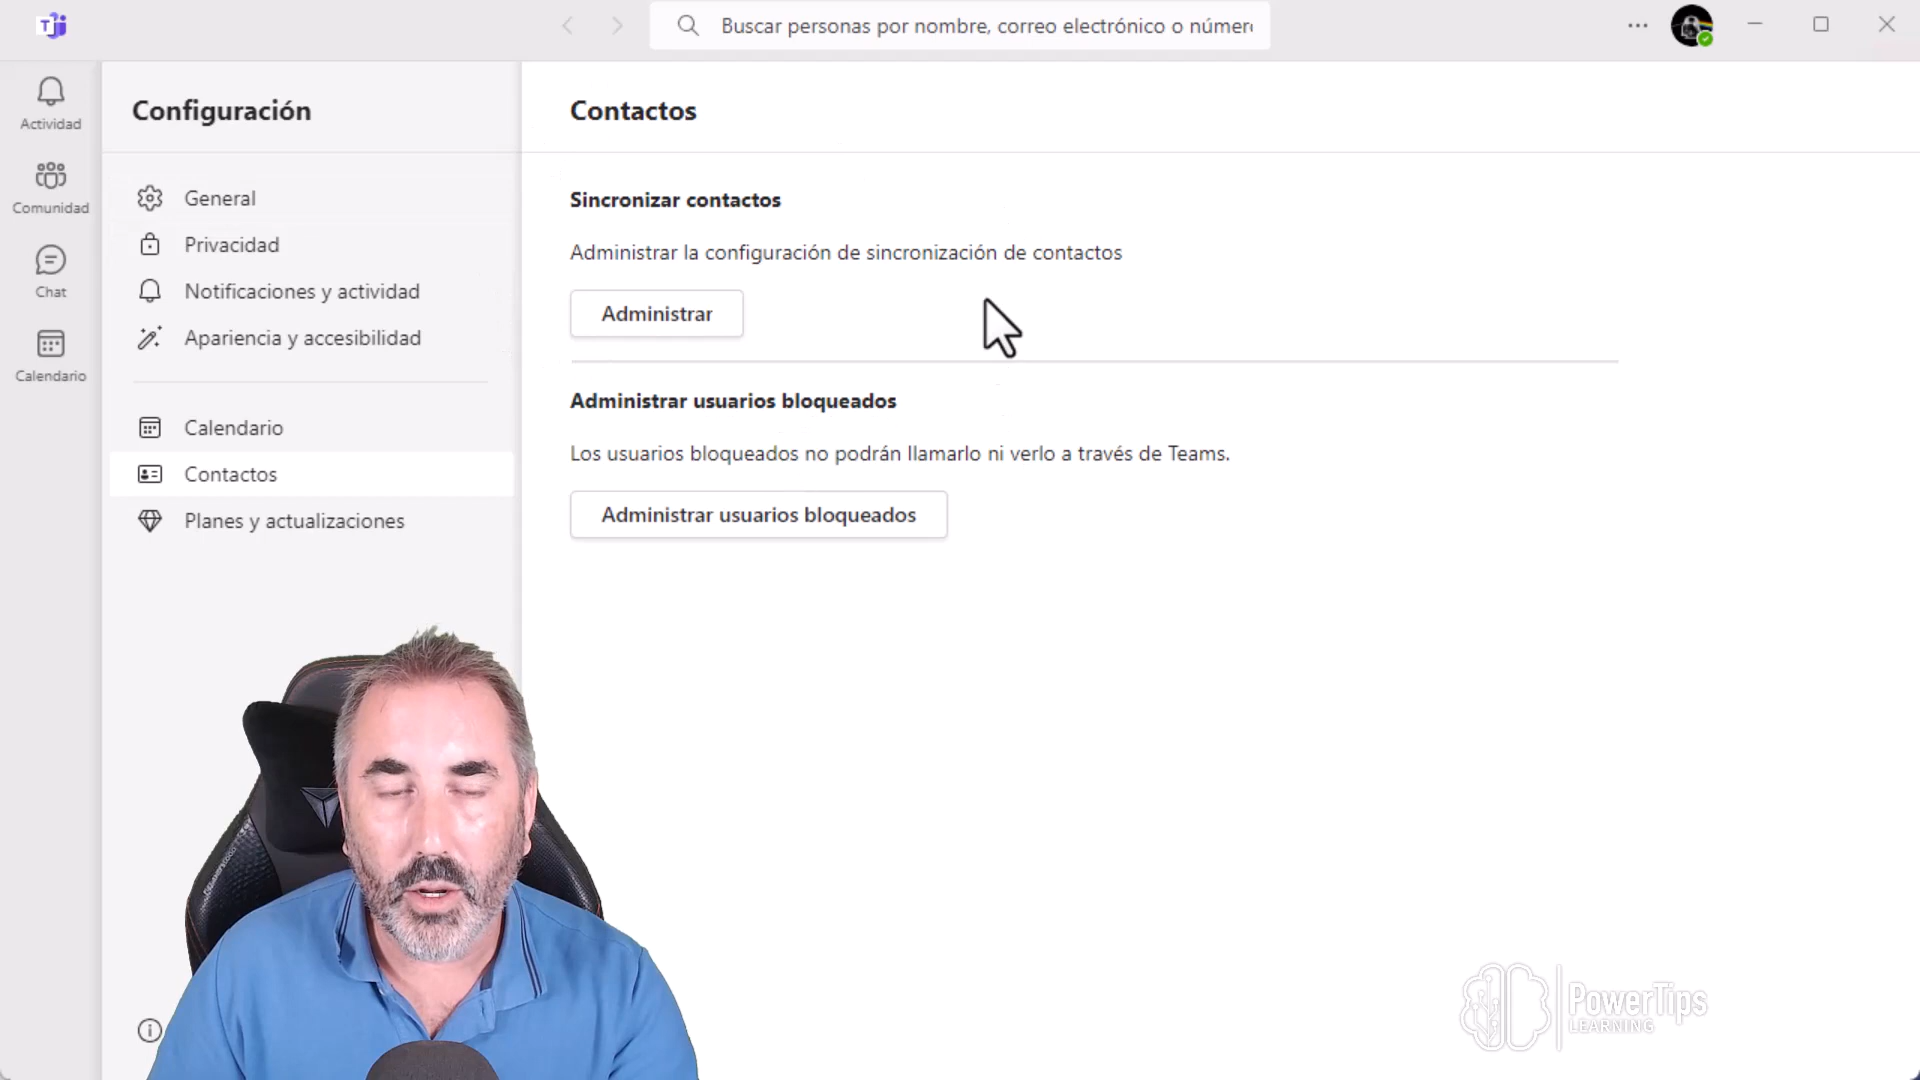 Buscar personas por nombre, correo electrónico o númer
Actividad
Comunidad
Chat
Calendario
Configuración
General
Privacidad
Notificaciones y actividad
Apariencia y accesibilidad
Calendario
Contactos
Planes y actualizaciones
Contactos
Sincronizar contactos
Administrar la configuración de sincronización de contactos
Administrar
Administrar usuarios bloqueados
Los usuarios bloqueados no podrán llamarlo ni verlo a través de Teams.
Administrar usuarios bloqueados
PowerTips
LEARNING